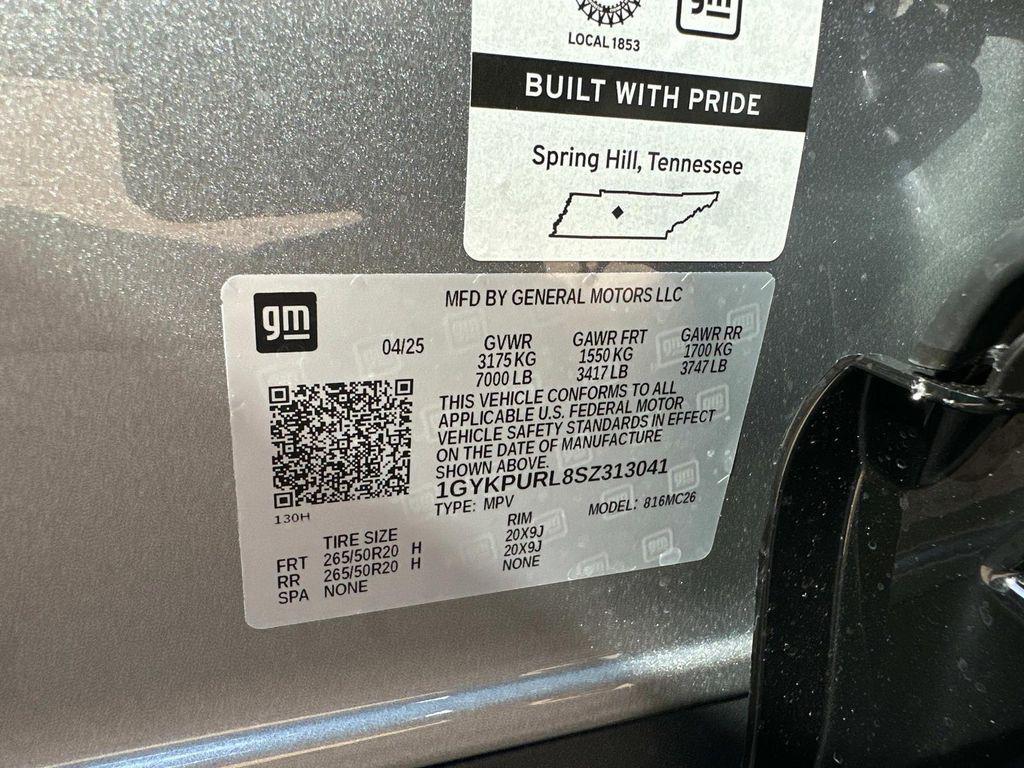 LOCAL 1853
gm
BUILT WITH PRIDE
Spring Hill, Tennessee
gm
MFD BY GENERAL MOTORS LLC
04/25
GVWR
3175 KG
7000 LB
GAWR FRT
1550 KG
3417 LB
GAWR RR
1700 KG
3747 LB
THIS VEHICLE CONFORMS TO ALL
APPLICABLE U.S. FEDERAL MOTOR
VEHICLE SAFETY STANDARDS IN EFFECT
ON THE DATE OF MANUFACTURE
SHOWN ABOVE.
1GYKPURL8SZ313041
TYPE: MPV MODEL: 816MC26
130H
TIRE SIZE RIM
FRT 265/50R20 H 20X9J
RR 265/50R20 H 20X9J
SPA NONE NONE